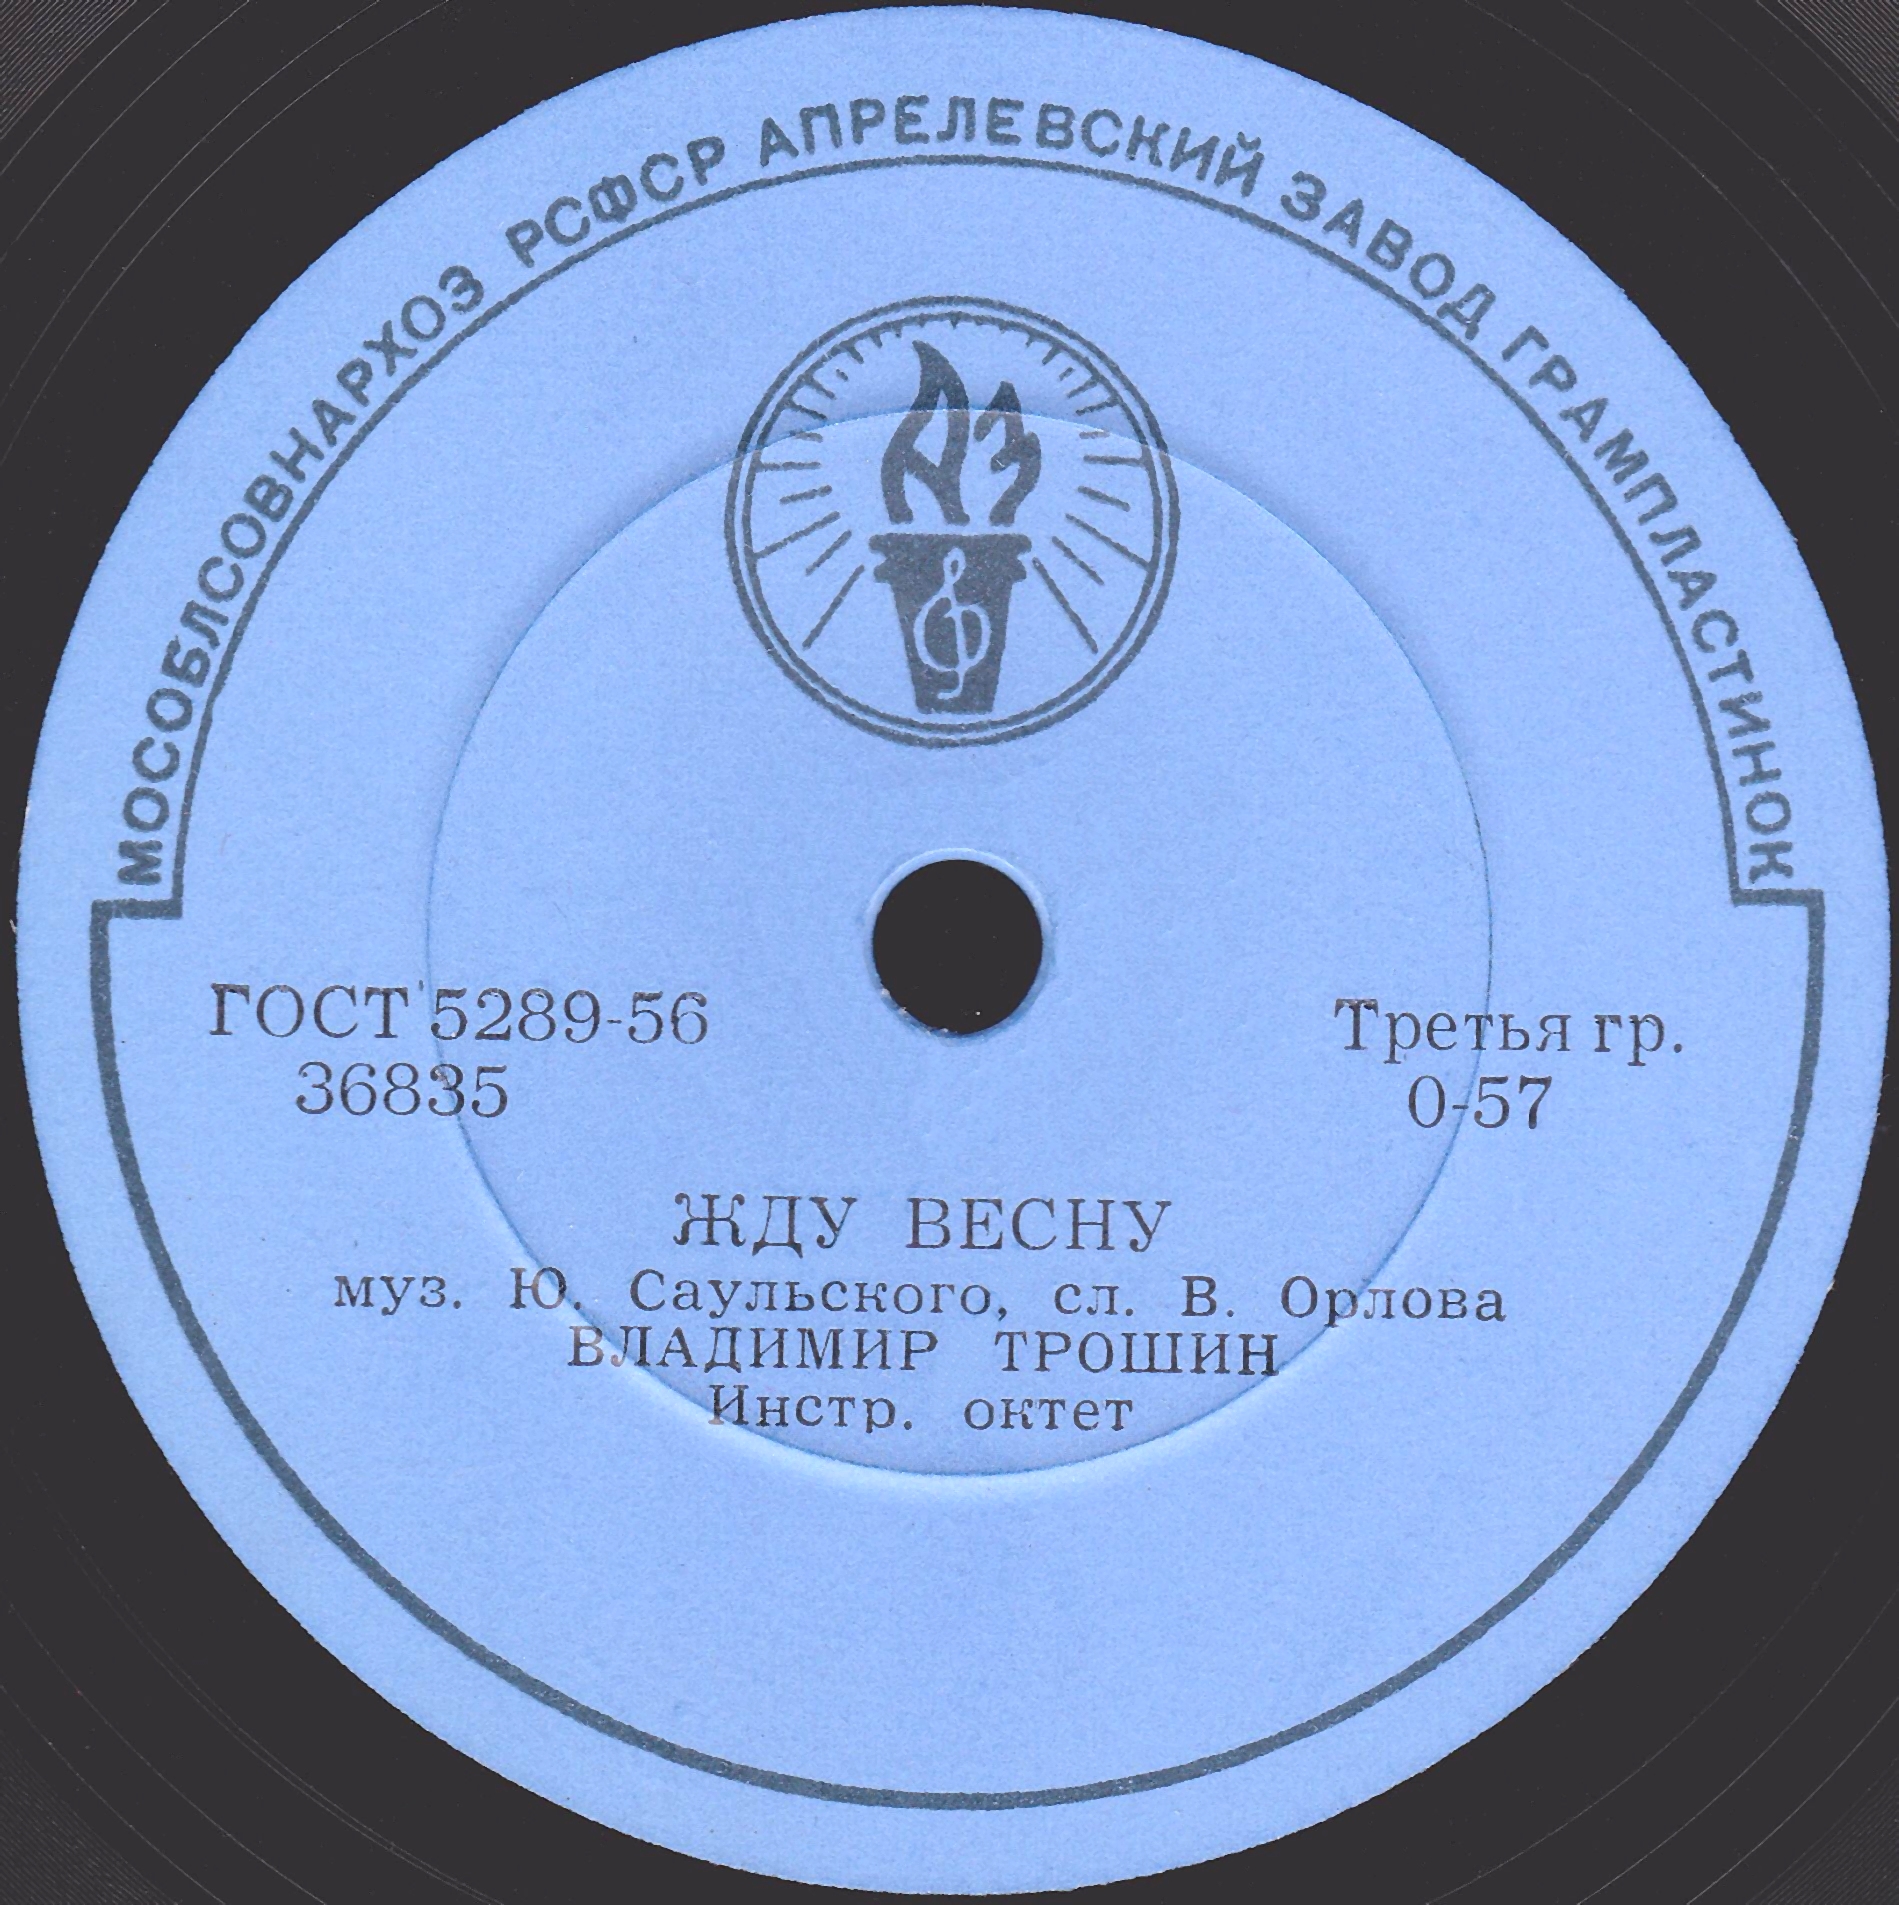 МОСОБЛСОВНАРХОЗ РСФСР АПРЕЛЕВСКИЙ ЗАВОД ГРАМПЛАСТИНОК
АЗ
ГОСТ 5289-56
36835
Третья гр.
0-57
ЖДУ ВЕСНУ
муз. Ю. Саульского, сл. В. Орлова
ВЛАДИМИР ТРОШИН
Инстр. октет